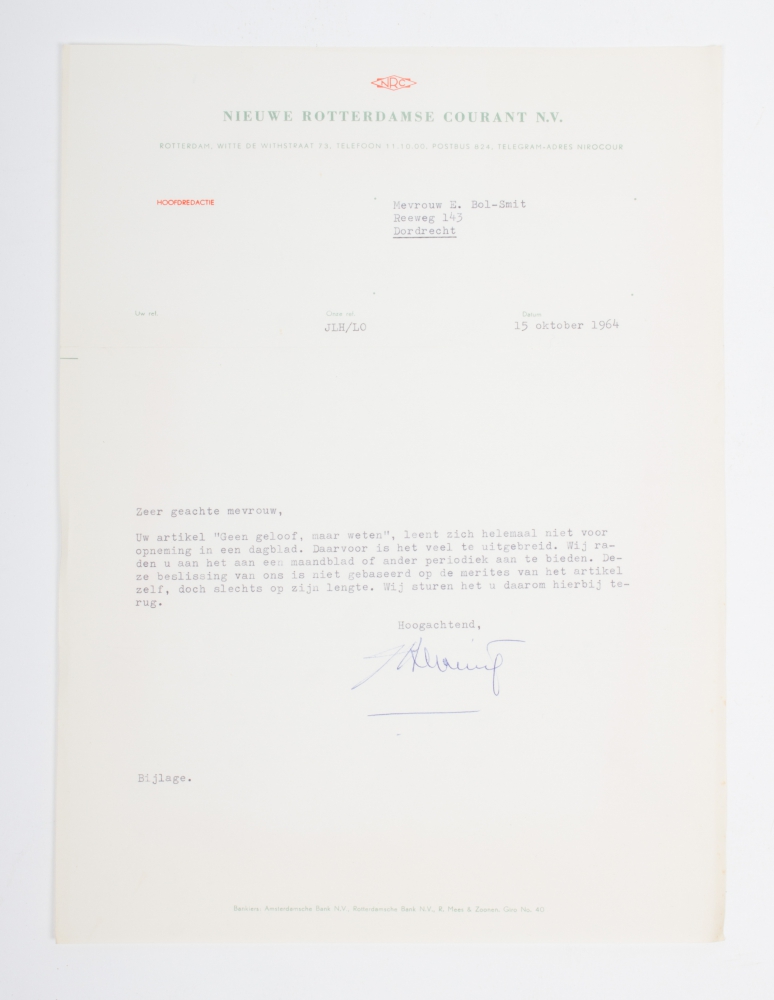 NRC
NIEUWE ROTTERDAMSE COURANT N.V.
ROTTERDAM, WITTE DE WITHSTRAAT 73, TELEFOON 11.10.00, POSTBUS 824, TELEGRAM-ADRES NIROCOUR
HOOFDREDACTIE
Mevrouw E. Bol-Smit
Reeweg 143
Dordrecht
Uw ref.
Onze ref.
Datum
JLH/LO
15 oktober 1964
Zeer geachte mevrouw,
Uw artikel "Geen geloof, maar weten", leent zich helemaal niet voor
opneming in een dagblad. Daarvoor is het veel te uitgebreid. Wij ra-
den u aan het aan een maandblad of ander periodiek aan te bieden. De-
ze beslissing van ons is niet gebaseerd op de merites van het artikel
zelf, doch slechts op zijn lengte. Wij sturen het u daarom hierbij te-
rug.
Hoogachtend,
Bijlage.
Bankiers: Amsterdamsche Bank N.V., Rotterdamsche Bank N.V., R. Mees & Zoonen, Giro No. 40